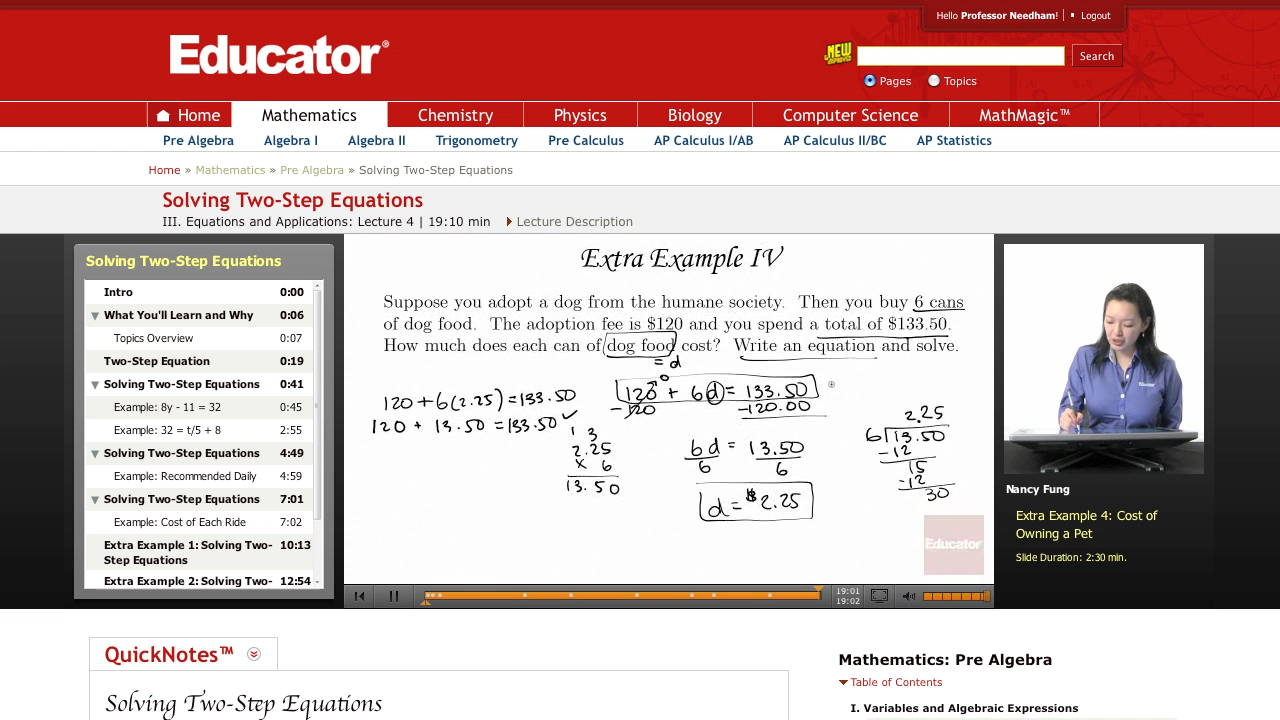 Hello Professor Needham! Logout
Educator®
NEW
Search
Pages Topics
Home Mathematics Chemistry Physics Biology Computer Science MathMagic™
Pre Algebra Algebra I Algebra II Trigonometry Pre Calculus AP Calculus I/AB AP Calculus II/BC AP Statistics
Home » Mathematics » Pre Algebra » Solving Two-Step Equations
Solving Two-Step Equations
III. Equations and Applications: Lecture 4 | 19:10 min Lecture Description
Solving Two-Step Equations
Intro 0:00
What You'll Learn and Why 0:06
Topics Overview 0:07
Two-Step Equation 0:19
Solving Two-Step Equations 0:41
Example: 8y - 11 = 32 0:45
Example: 32 = t/5 + 8 2:55
Solving Two-Step Equations 4:49
Example: Recommended Daily 4:59
Solving Two-Step Equations 7:01
Example: Cost of Each Ride 7:02
Extra Example 1: Solving Two- 10:13
Step Equations
Extra Example 2: Solving Two- 12:54
Extra Example IV
Suppose you adopt a dog from the humane society. Then you buy 6 cans
of dog food. The adoption fee is $120 and you spend a total of $133.50.
How much does each can of dog food cost? Write an equation and solve.
= d
0
120 + 6d = 133.50
-120 -120.00
6d = 13.50
6 6
d = $2.25
120 + 6(2.25) = 133.50
120 + 13.50 = 133.50 ✓
1 3
2.25
x 6
13.50
2.25
6 13.50
-12
15
-12
30
Educator
19:01
19:02
Educator
Nancy Fung
Extra Example 4: Cost of
Owning a Pet
Slide Duration: 2:30 min.
QuickNotes™
Solving Two-Step Equations
Mathematics: Pre Algebra
Table of Contents
I. Variables and Algebraic Expressions